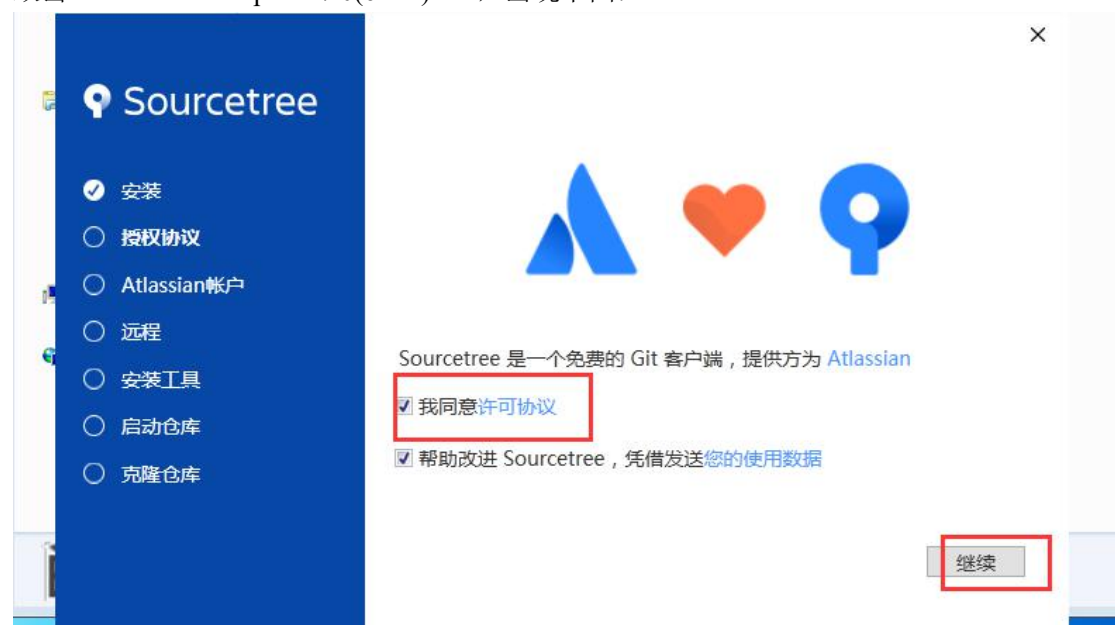 Sourcetree
安装
授权协议
Atlassian帐户
远程
安装工具
启动仓库
克隆仓库
Sourcetree 是一个免费的 Git 客户端，提供方为 Atlassian
我同意许可协议
帮助改进 Sourcetree，凭借发送您的使用数据
继续